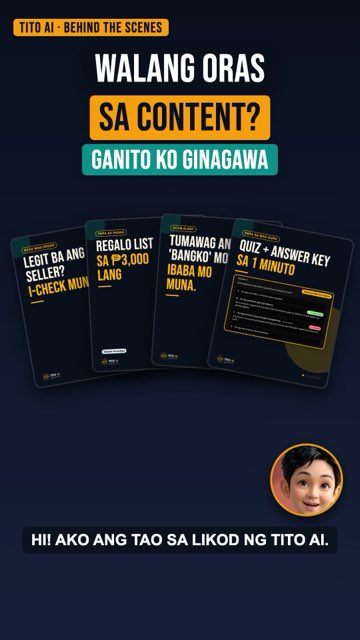 TITO AI · BEHIND THE SCENES
WALANG ORAS
SA CONTENT?
GANITO KO GINAGAWA
LEGIT BA ANG
SELLER?
I-CHECK MUN
REGALO LIST
SA ₱3,000
LANG
TUMAWAG AN
'BANGKO' MO
IBABA MO
MUNA.
QUIZ + ANSWER KEY
SA 1 MINUTO
HI! AKO ANG TAO SA LIKOD NG TITO AI.